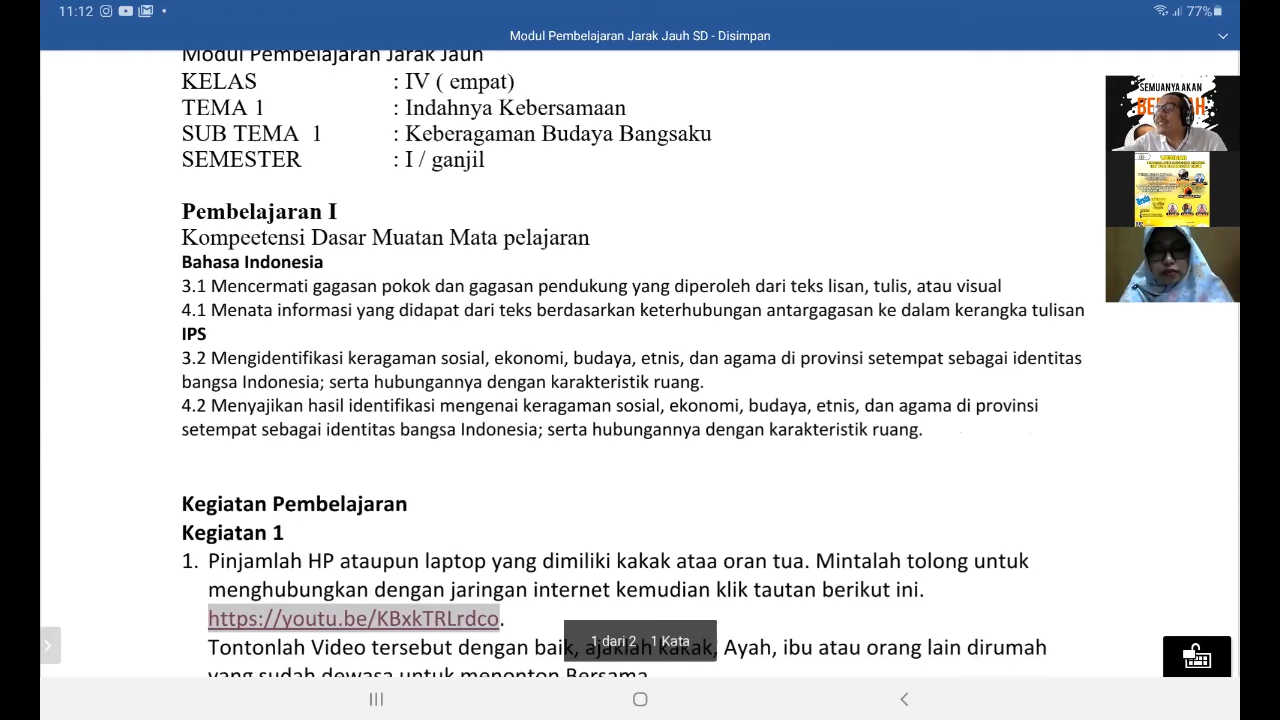 11:12
77%
Modul Pembelajaran Jarak Jauh SD - Disimpan
Modul Pembelajaran Jarak Jauh
KELAS : IV ( empat)
TEMA 1 : Indahnya Kebersamaan
SUB TEMA 1 : Keberagaman Budaya Bangsaku
SEMESTER : I / ganjil
Pembelajaran I
Kompeetensi Dasar Muatan Mata pelajaran
Bahasa Indonesia
3.1 Mencermati gagasan pokok dan gagasan pendukung yang diperoleh dari teks lisan, tulis, atau visual
4.1 Menata informasi yang didapat dari teks berdasarkan keterhubungan antargagasan ke dalam kerangka tulisan
IPS
3.2 Mengidentifikasi keragaman sosial, ekonomi, budaya, etnis, dan agama di provinsi setempat sebagai identitas
bangsa Indonesia; serta hubungannya dengan karakteristik ruang.
4.2 Menyajikan hasil identifikasi mengenai keragaman sosial, ekonomi, budaya, etnis, dan agama di provinsi
setempat sebagai identitas bangsa Indonesia; serta hubungannya dengan karakteristik ruang.
Kegiatan Pembelajaran
Kegiatan 1
1. Pinjamlah HP ataupun laptop yang dimiliki kakak ataa oran tua. Mintalah tolong untuk
menghubungkan dengan jaringan internet kemudian klik tautan berikut ini.
https://youtu.be/KBxkTRLrdco.
Tontonlah Video tersebut dengan baik, ajaklah kakak, Ayah, ibu atau orang lain dirumah
yang sudah dewasa untuk menonton Bersama
1 dari 2 1 Kata
SEMUANYA AKAN
WEBINAR